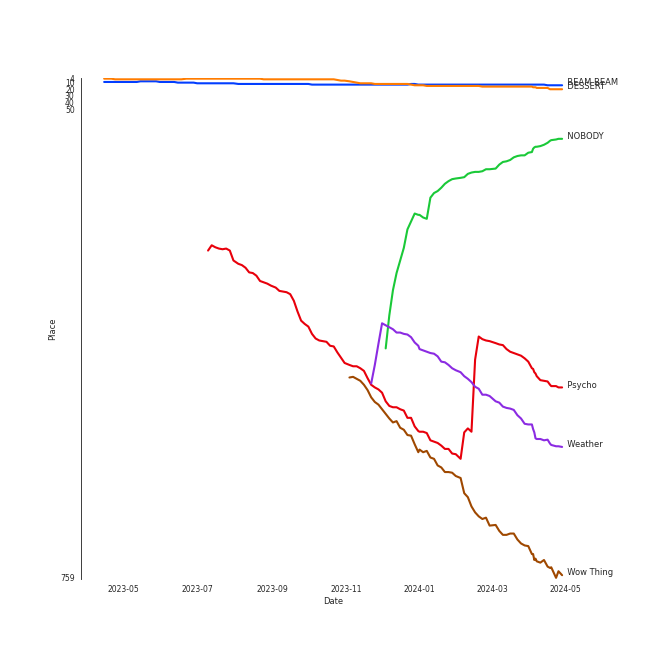 4
10
20
30
40
50
BEAM BEAM
DESSERT
NOBODY
Psycho
Weather
Wow Thing
759
Place
2023-05
2023-07
2023-09
2023-11
2024-01
2024-03
2024-05
Date